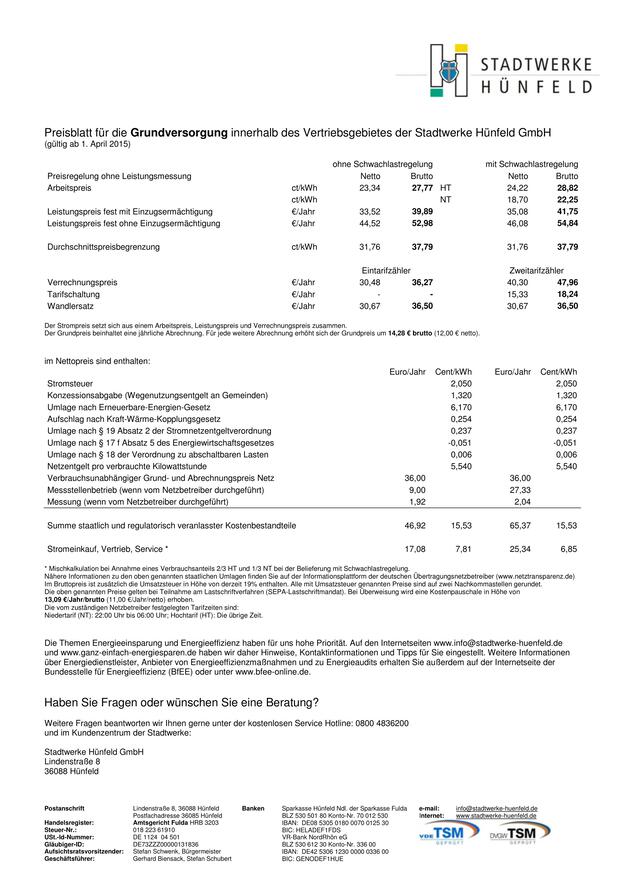 STADTWERKE
HÜNFELD
Preisblatt für die Grundversorgung innerhalb des Vertriebsgebietes der Stadtwerke Hünfeld GmbH
(gültig ab 1. April 2015)
ohne Schwachlastregelung mit Schwachlastregelung
Preisregelung ohne Leistungsmessung Netto Brutto Netto Brutto
Arbeitspreis ct/kWh 23,34 27,77 HT 24,22 28,82
ct/kWh NT 18,70 22,25
Leistungspreis fest mit Einzugsermächtigung €/Jahr 33,52 39,89 35,08 41,75
Leistungspreis fest ohne Einzugsermächtigung €/Jahr 44,52 52,98 46,08 54,84
Durchschnittspreisbegrenzung ct/kWh 31,76 37,79 31,76 37,79
Eintarifzähler Zweitarifzähler
Verrechnungspreis €/Jahr 30,48 36,27 40,30 47,96
Tarifschaltung €/Jahr - - 15,33 18,24
Wandlersatz €/Jahr 30,67 36,50 30,67 36,50
Der Strompreis setzt sich aus einem Arbeitspreis, Leistungspreis und Verrechnungspreis zusammen.
Der Grundpreis beinhaltet eine jährliche Abrechnung. Für jede weitere Abrechnung erhöht sich der Grundpreis um 14,28 € brutto (12,00 € netto).
im Nettopreis sind enthalten:
Euro/Jahr Cent/kWh Euro/Jahr Cent/kWh
Stromsteuer 2,050 2,050
Konzessionsabgabe (Wegenutzungsentgelt an Gemeinden) 1,320 1,320
Umlage nach Erneuerbare-Energien-Gesetz 6,170 6,170
Aufschlag nach Kraft-Wärme-Kopplungsgesetz 0,254 0,254
Umlage nach § 19 Absatz 2 der Stromnetzentgeltverordnung 0,237 0,237
Umlage nach § 17 f Absatz 5 des Energiewirtschaftsgesetzes -0,051 -0,051
Umlage nach § 18 der Verordnung zu abschaltbaren Lasten 0,006 0,006
Netzentgelt pro verbrauchte Kilowattstunde 5,540 5,540
Verbrauchsunabhängiger Grund- und Abrechnungspreis Netz 36,00 36,00
Messstellenbetrieb (wenn vom Netzbetreiber durchgeführt) 9,00 27,33
Messung (wenn vom Netzbetreiber durchgeführt) 1,92 2,04
Summe staatlich und regulatorisch veranlasster Kostenbestandteile 46,92 15,53 65,37 15,53
Stromeinkauf, Vertrieb, Service * 17,08 7,81 25,34 6,85
* Mischkalkulation bei Annahme eines Verbrauchsanteils 2/3 HT und 1/3 NT bei der Belieferung mit Schwachlastregelung.
Nähere Informationen zu den oben genannten staatlichen Umlagen finden Sie auf der Informationsplattform der deutschen Übertragungsnetzbetreiber (www.netztransparenz.de)
Im Bruttopreis ist zusätzlich die Umsatzsteuer in Höhe von derzeit 19% enthalten. Alle mit Umsatzsteuer genannten Preise sind auf zwei Nachkommastellen gerundet.
Die oben genannten Preise gelten bei Teilnahme am Lastschriftverfahren (SEPA-Lastschriftmandat). Bei Überweisung wird eine Kostenpauschale in Höhe von
13,09 €/Jahr/brutto (11,00 €/Jahr/netto) erhoben.
Die vom zuständigen Netzbetreiber festgelegten Tarifzeiten sind:
Niedertarif (NT): 22:00 Uhr bis 06:00 Uhr; Hochtarif (HT): Die übrige Zeit.
Die Themen Energieeinsparung und Energieeffizienz haben für uns hohe Priorität. Auf den Internetseiten www.info@stadtwerke-huenfeld.de
und www.ganz-einfach-energiesparen.de haben wir daher Hinweise, Kontaktinformationen und Tipps für Sie eingestellt. Weitere Informationen
über Energiedienstleister, Anbieter von Energieeffizienzmaßnahmen und zu Energieaudits erhalten Sie außerdem auf der Internetseite der
Bundesstelle für Energieeffizienz (BfEE) oder unter www.bfee-online.de.
Haben Sie Fragen oder wünschen Sie eine Beratung?
Weitere Fragen beantworten wir Ihnen gerne unter der kostenlosen Service Hotline: 0800 4836200
und im Kundenzentrum der Stadtwerke:
Stadtwerke Hünfeld GmbH
Lindenstraße 8
36088 Hünfeld
Postanschrift Lindenstraße 8, 36088 Hünfeld Banken Sparkasse Hünfeld Ndl. der Sparkasse Fulda e-mail: info@stadtwerke-huenfeld.de
Postfachadresse 36085 Hünfeld BLZ 530 501 80 Konto-Nr. 70 012 530 Internet: www.stadtwerke-huenfeld.de
Handelsregister: Amtsgericht Fulda HRB 3203 IBAN: DE08 5305 0180 0070 0125 30
Steuer-Nr.: 018 223 61910 BIC: HELADEF1FDS
USt.-Id-Nummer: DE 1124 04 501 VR-Bank NordRhön eG
Gläubiger-ID: DE73ZZZ00000131836 BLZ 530 612 30 Konto-Nr. 336 00
Aufsichtsratsvorsitzender: Stefan Schwenk, Bürgermeister IBAN: DE42 5306 1230 0000 0336 00
Geschäftsführer: Gerhard Biensack, Stefan Schubert BIC: GENODEF1HUE
VDE TSM GEPRÜFT DVGW TSM GEPRÜFT